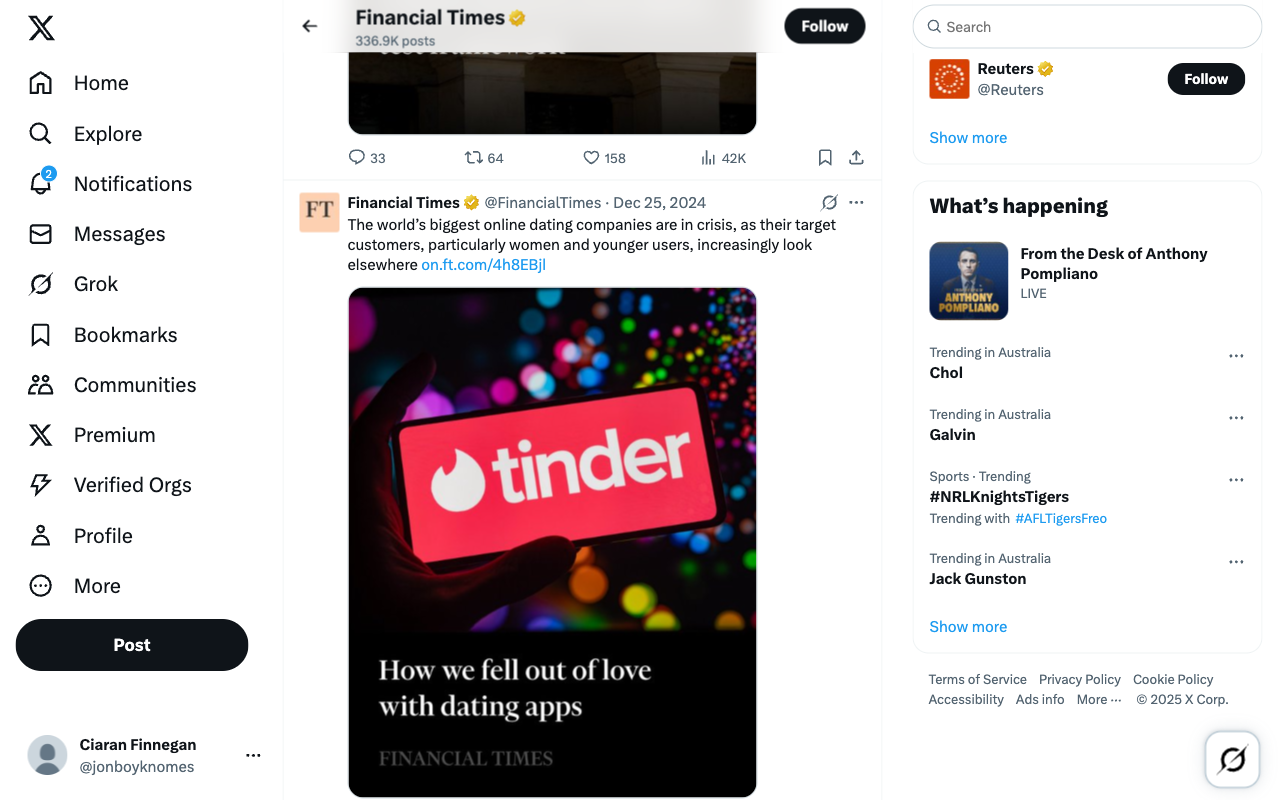 Home
Explore
2
Notifications
Messages
Grok
Bookmarks
Communities
Premium
Verified Orgs
Profile
More
Post
Ciaran Finnegan
@jonboyknomes
Financial Times
336.9K posts
Follow
33
64
158
42K
FT
Financial Times @FinancialTimes · Dec 25, 2024
The world’s biggest online dating companies are in crisis, as their target
customers, particularly women and younger users, increasingly look
elsewhere on.ft.com/4h8EBjI
tinder
How we fell out of love
with dating apps
FINANCIAL TIMES
Search
Reuters
@Reuters
Follow
Show more
What’s happening
ANTHONY
POMPLIANO
From the Desk of Anthony
Pompliano
LIVE
Trending in Australia
Chol
Trending in Australia
Galvin
Sports · Trending
#NRLKnightsTigers
Trending with #AFLTigersFreo
Trending in Australia
Jack Gunston
Show more
Terms of Service Privacy Policy Cookie Policy
Accessibility Ads info More ··· © 2025 X Corp.